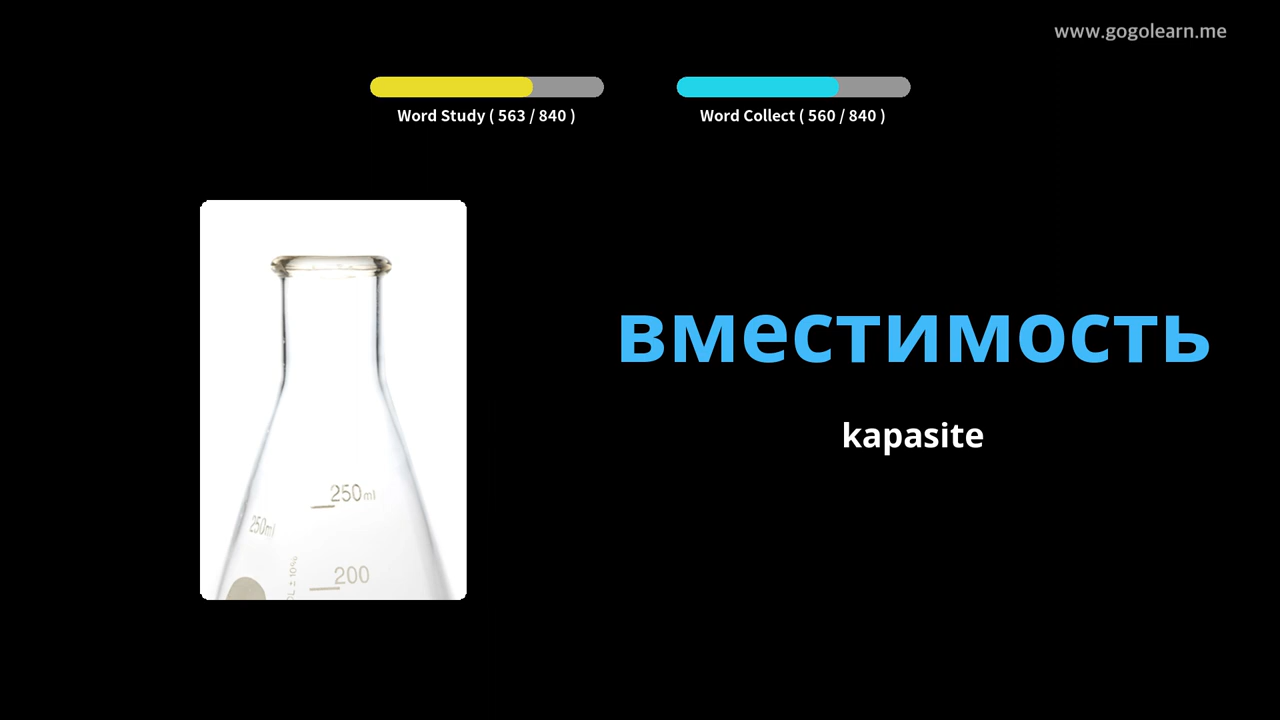 www.gogolearn.me
Word Study ( 563 / 840 )
Word Collect ( 560 / 840 )
вместимость
kapasite
250ml
250ml
200